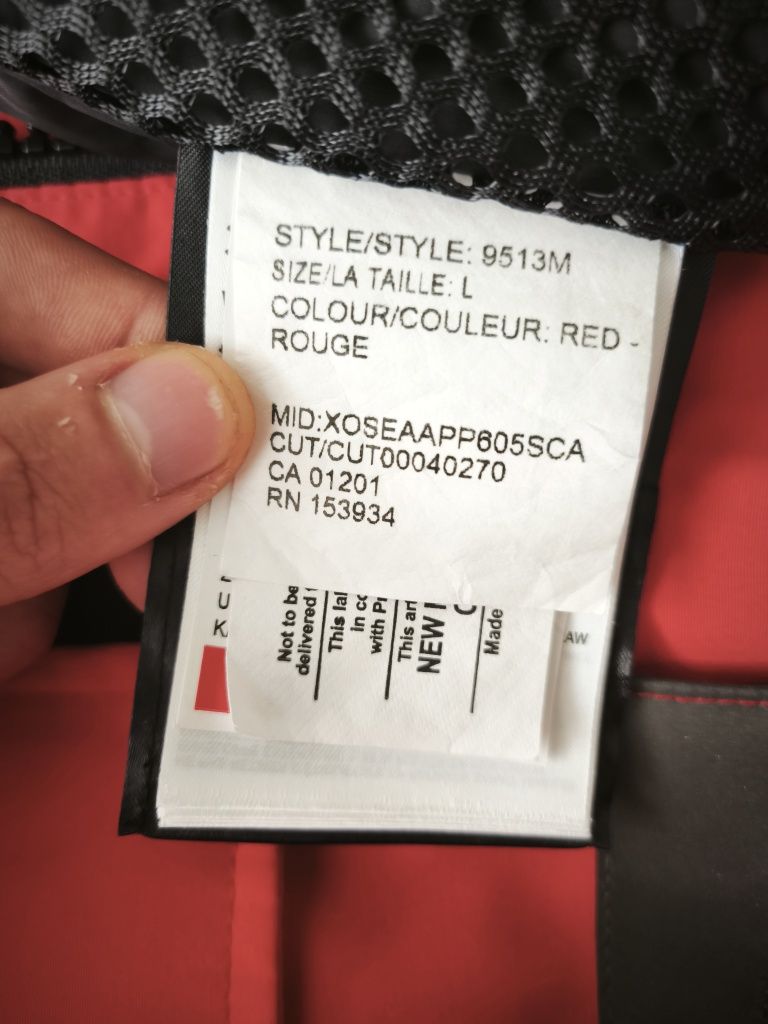 STYLE/STYLE: 9513M
SIZE/LA TAILLE: L
COLOUR/COULEUR: RED -
ROUGE
MID:XOSEAAPP605SCA
CUT/CUT00040270
CA 01201
RN 153934
U
K
Not to be
delivered
This
in
with
This
NEW
Made
AW